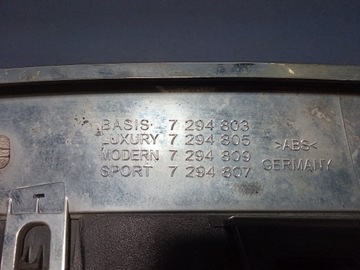 BASIS 7 294 803
LUXURY 7 294 805
MODERN 7 294 809
SPORT 7 294 807
>ABS<
GERMANY